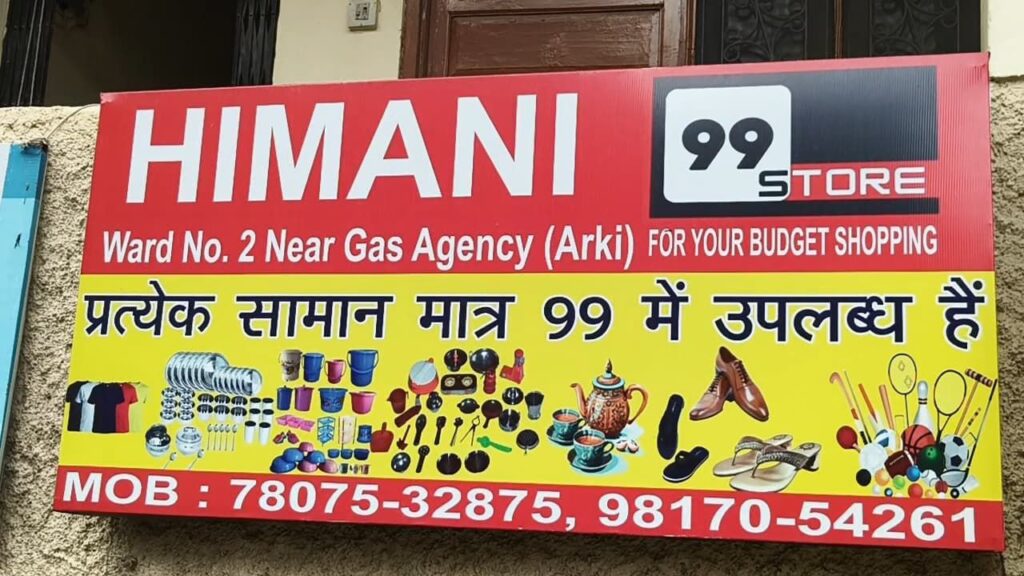 HIMANI
99
STORE
Ward No. 2 Near Gas Agency (Arki) FOR YOUR BUDGET SHOPPING
प्रत्येक सामान मात्र 99 में उपलब्ध हैं
MOB : 78075-32875, 98170-54261